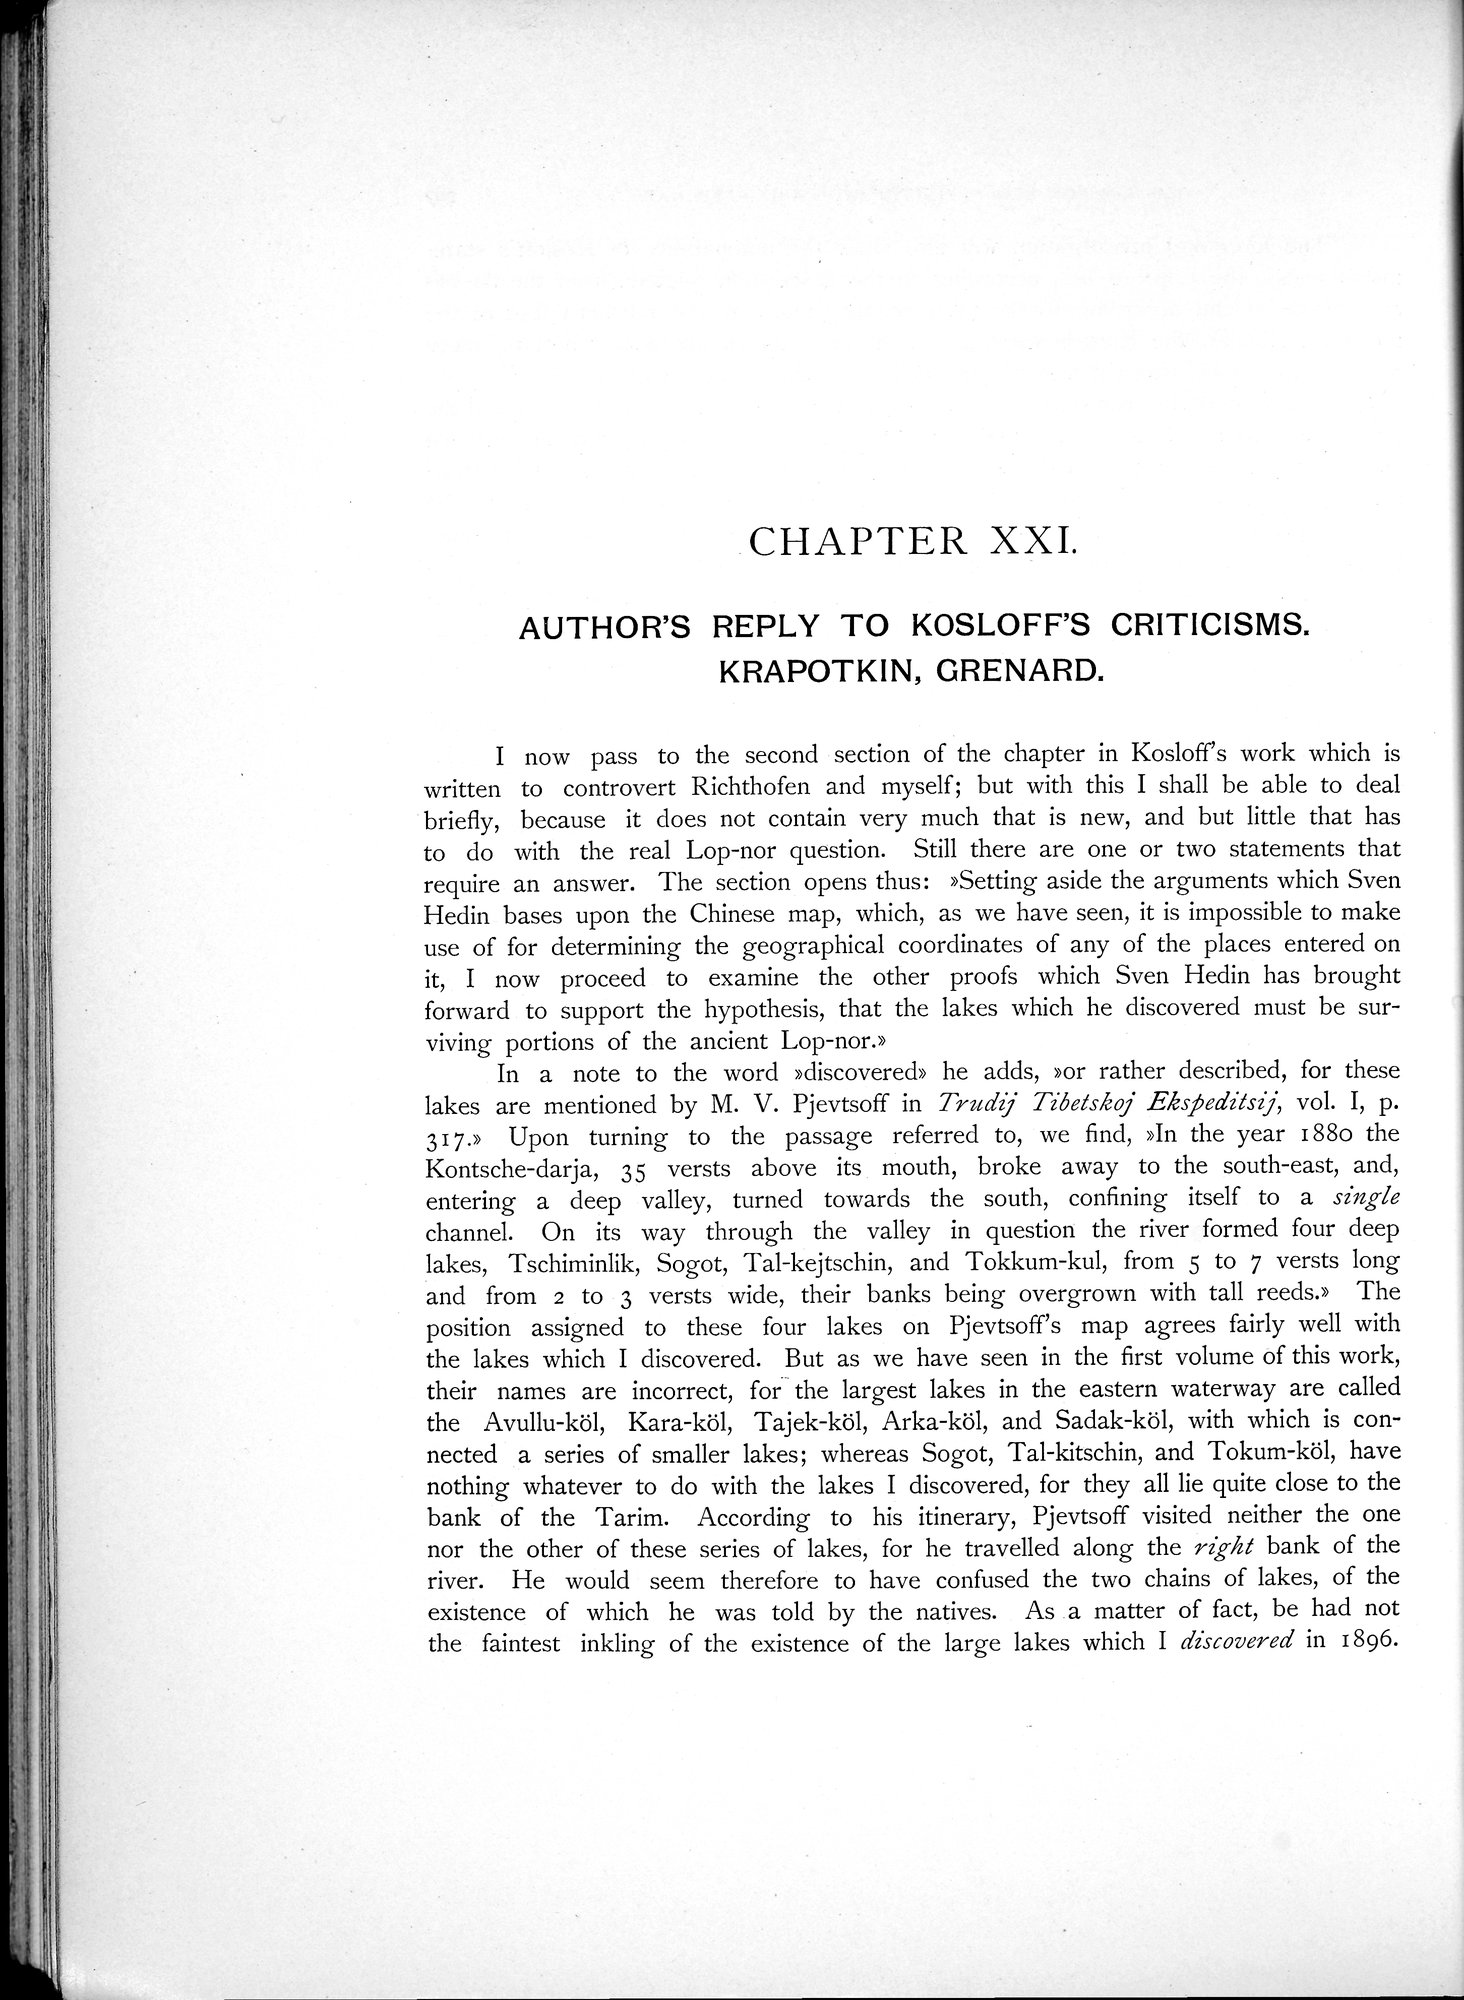 CHAPTER XXI.
AUTHOR'S REPLY TO KOSLOFF'S CRITICISMS.
KRAPOTKIN, GRENARD.
I now pass to the second section of the chapter in Kosloff's work which is
written to controvert Richthofen and myself; but with this I shall be able to deal
briefly, because it does not contain very much that is new, and but little that has
to do with the real Lop-nor question. Still there are one or two statements that
require an answer. The section opens thus: »Setting aside the arguments which Sven
Hedin bases upon the Chinese map, which, as we have seen, it is impossible to make
use of for determining the geographical coordinates of any of the places entered on
it, I now proceed to examine the other proofs which Sven Hedin has brought
forward to support the hypothesis, that the lakes which he discovered must be sur-
viving portions of the ancient Lop-nor.»
In a note to the word »discovered» he adds, »or rather described, for these
lakes are mentioned by M. V. Pjevtsoff in Trudij Tibetskoj Ekspeditsij, vol. I, p.
317.» Upon turning to the passage referred to, we find, »In the year 1880 the
Kontsche-darja, 35 versts above its mouth, broke away to the south-east, and,
entering a deep valley, turned towards the south, confining itself to a single
channel. On its way through the valley in question the river formed four deep
lakes, Tschiminlik, Sogot, Tal-kejtschin, and Tokkum-kul, from 5 to 7 versts long
and from 2 to 3 versts wide, their banks being overgrown with tall reeds.» The
position assigned to these four lakes on Pjevtsoff's map agrees fairly well with
the lakes which I discovered. But as we have seen in the first volume of this work,
their names are incorrect, for the largest lakes in the eastern waterway are called
the Avullu-köl, Kara-köl, Tajek-köl, Arka-köl, and Sadak-köl, with which is con-
nected a series of smaller lakes; whereas Sogot, Tal-kitschin, and Tokum-köl, have
nothing whatever to do with the lakes I discovered, for they all lie quite close to the
bank of the Tarim. According to his itinerary, Pjevtsoff visited neither the one
nor the other of these series of lakes, for he travelled along the right bank of the
river. He would seem therefore to have confused the two chains of lakes, of the
existence of which he was told by the natives. As a matter of fact, be had not
the faintest inkling of the existence of the large lakes which I discovered in 1896.